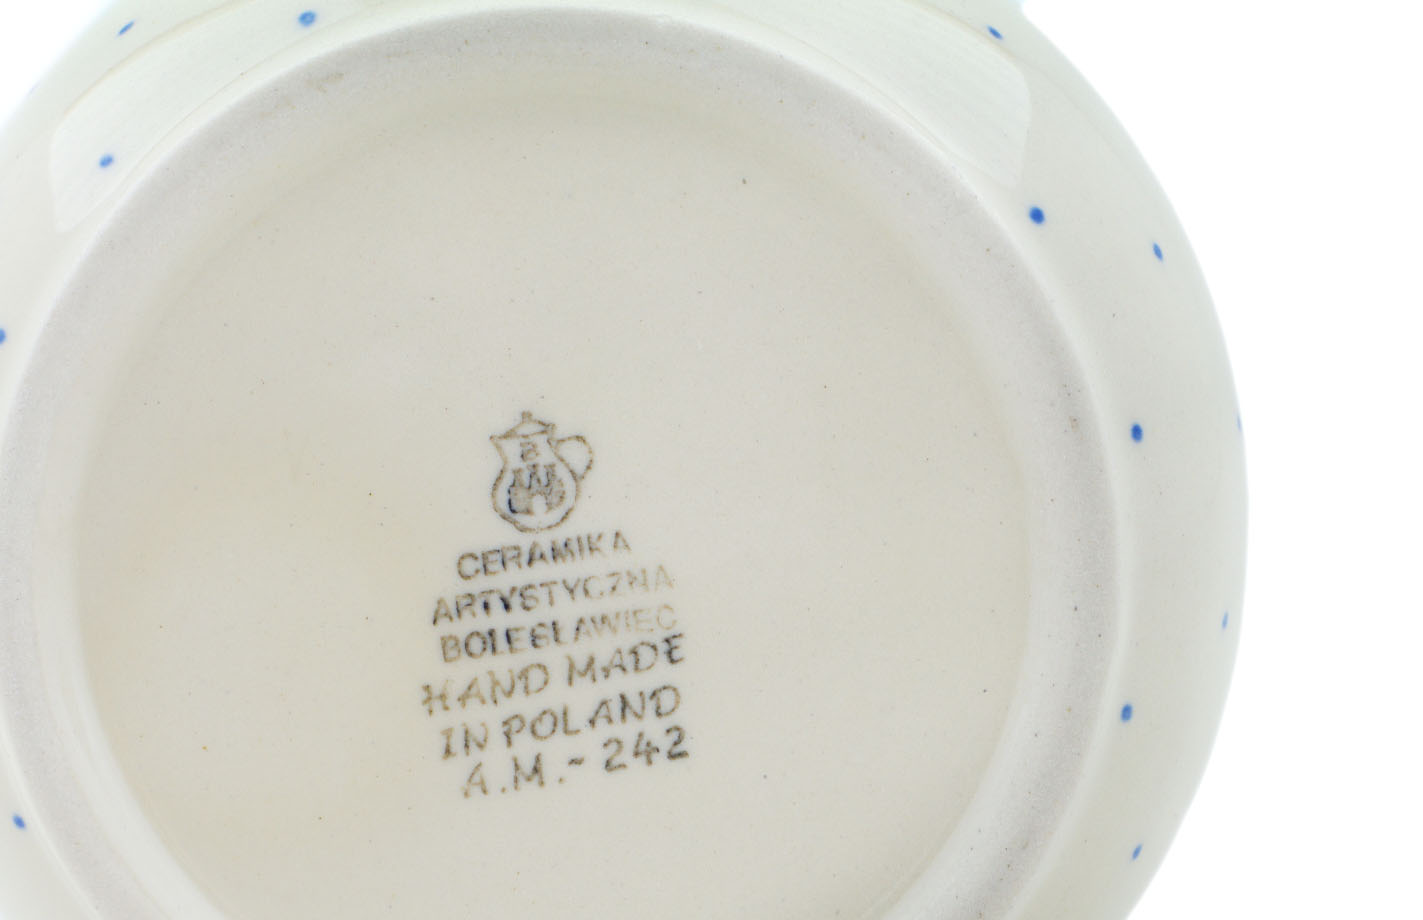 B
CERAMIKA
ARTYSTYCZNA
BOLESŁAWIEC
HAND MADE
IN POLAND
A.M.~242